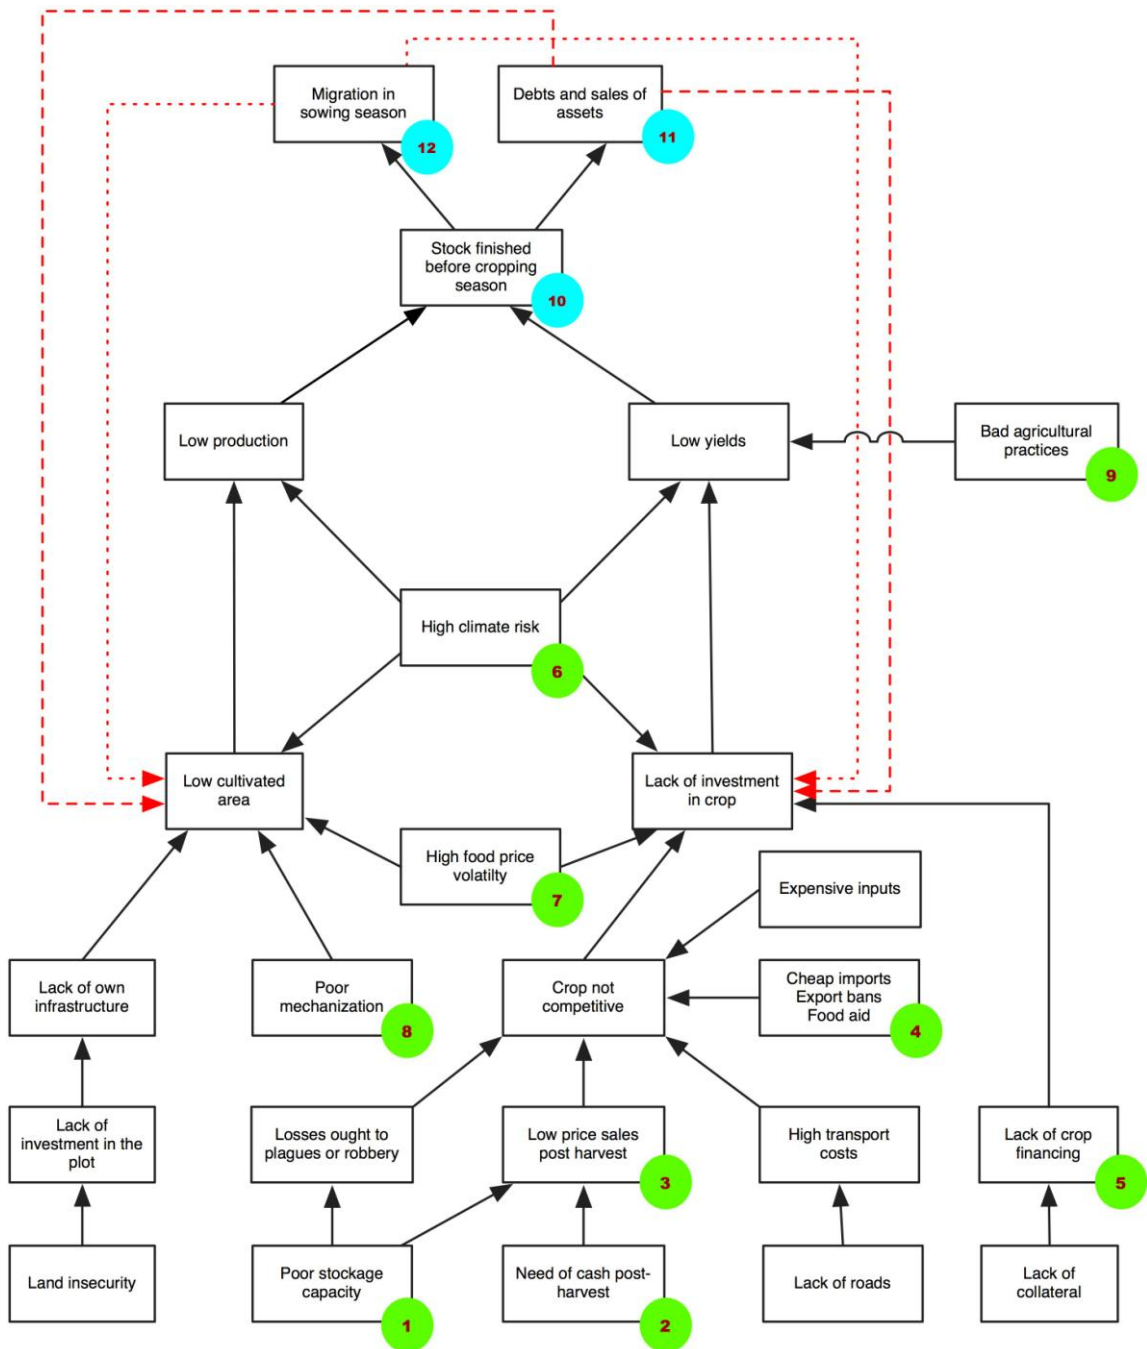 Migration in
sowing season
12
Debts and sales of
assets
11
Stock finished
before cropping
season
10
Low production
Low yields
Bad agricultural
practices
9
High climate risk
6
Low cultivated
area
Lack of investment
in crop
High food price
volatilty
7
Expensive inputs
Lack of own
infrastructure
Poor
mechanization
8
Crop not
competitive
Cheap imports
Export bans
Food aid
4
Lack of
investment in the
plot
Losses ought to
plagues or robbery
Low price sales
post harvest
3
High transport
costs
Lack of crop
financing
5
Land insecurity
Poor stockage
capacity
1
Need of cash post-
harvest
2
Lack of roads
Lack of
collateral